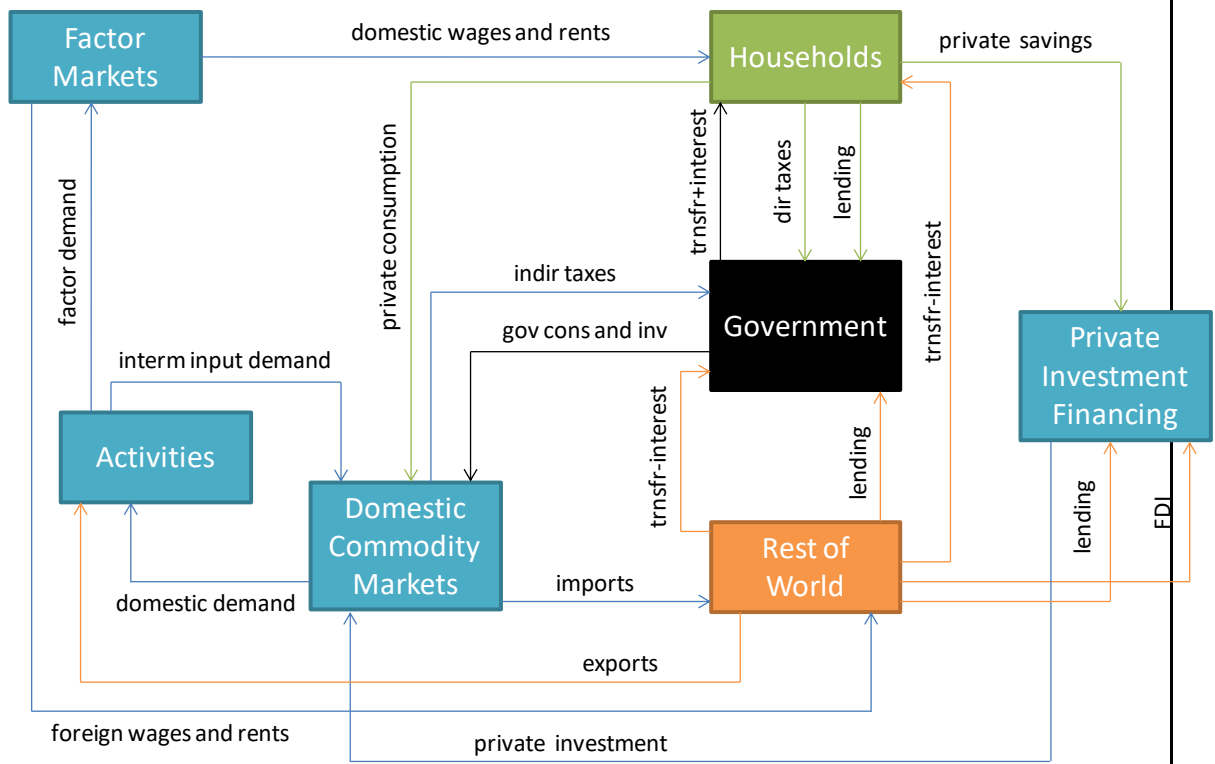 Factor
Markets
domestic wages and rents
Households
private savings
factor demand
private consumption
trnsfr+interest
dir taxes
lending
trnsfr-interest
indir taxes
Government
gov cons and inv
Private
Investment
Financing
interm input demand
Activities
trnsfr-interest
lending
lending
FDI
Domestic
Commodity
Markets
Rest of
World
imports
domestic demand
exports
foreign wages and rents
private investment